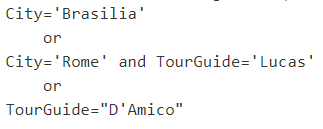 City='Brasilia'
or
City='Rome' and TourGuide='Lucas'
or
TourGuide="D'Amico"